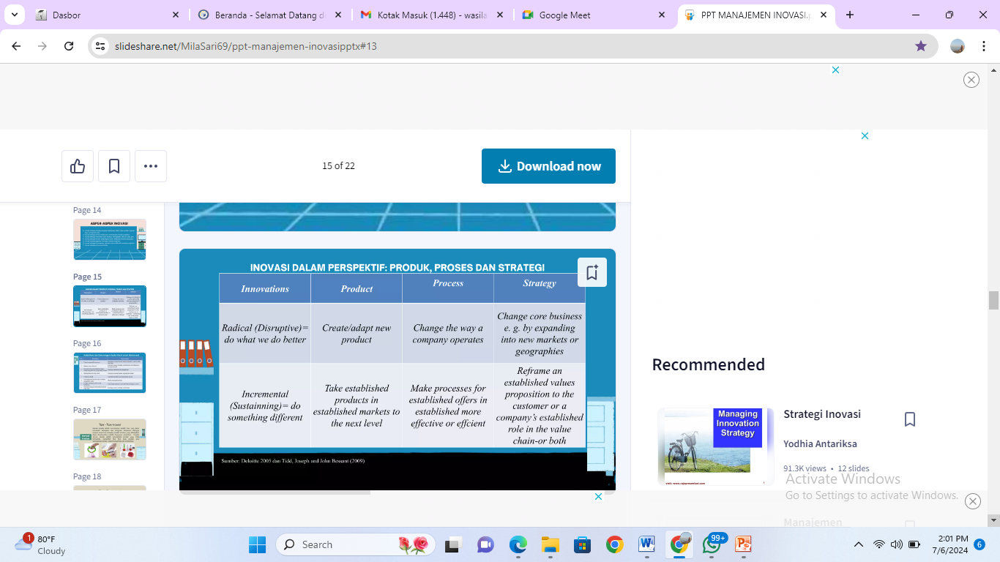 Dasbor
Beranda - Selamat Datang d
Kotak Masuk (1.448) - wasila
Google Meet
PPT MANAJEMEN INOVASI.p
slideshare.net/MilaSari69/ppt-manajemen-inovasipptx#13
15 of 22
Download now
Page 14
ASPEK-ASPEK INOVASI
Page 15
Page 16
Page 17
Page 18
INOVASI DALAM PERSPEKTIF: PRODUK, PROSES DAN STRATEGI
Innovations
Product
Process
Strategy
Radical (Disruptive)=
do what we do better
Create/adapt new
product
Change the way a
company operates
Change core business
e. g. by expanding
into new markets or
geographies
Incremental
(Sustainning)= do
something different
Take established
products in
established markets to
the next level
Make processes for
established offers in
established more
effective or effcient
Reframe an
established values
proposition to the
customer or a
company's established
role in the value
chain-or both
Sumber: Deloitte 2005 dan Tidd, Joseph and John Bessant (2009)
Recommended
Managing
Innovation
Strategy
Strategi Inovasi
Yodhia Antariksa
91.3K views • 12 slides
Manajemen
Activate Windows
Go to Settings to activate Windows.
1
80°F
Cloudy
Search
99+
2:01 PM
7/6/2024
6